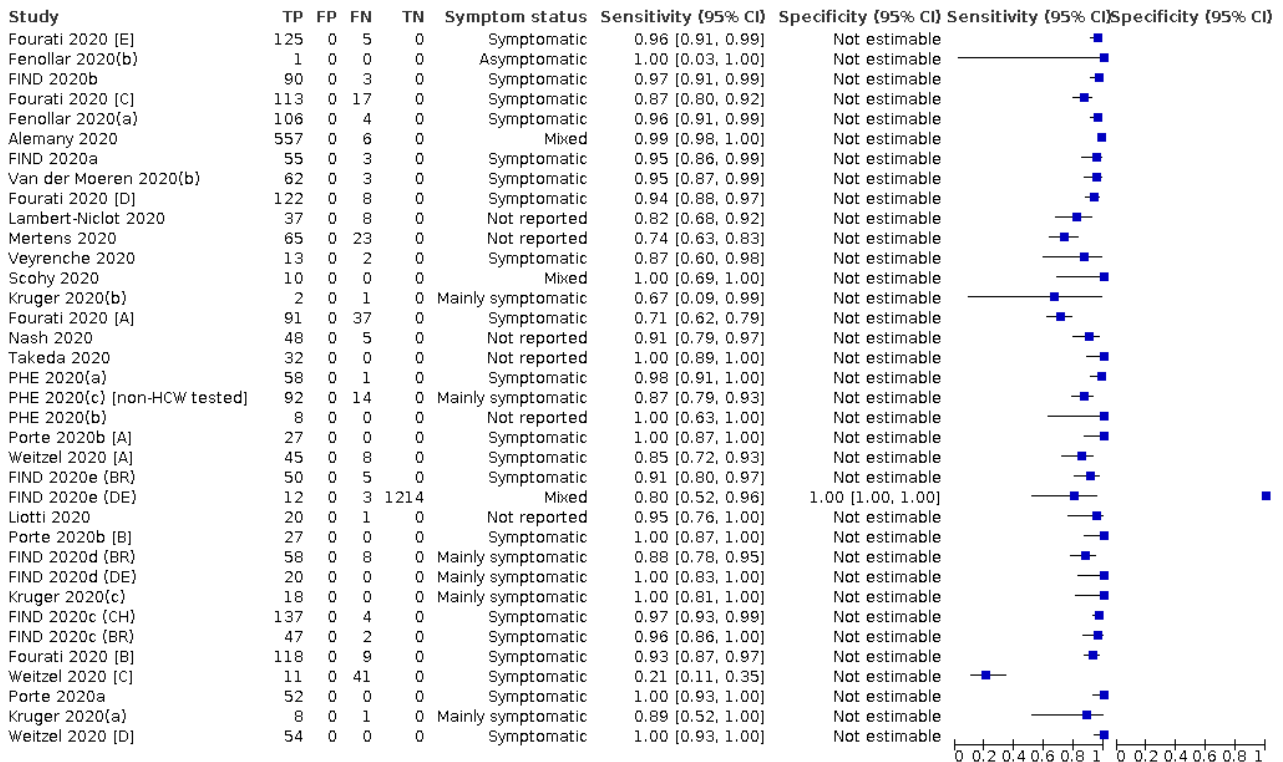 Study TP FP FN TN Symptom status Sensitivity (95% CI) Specificity (95% CI) Sensitivity (95% CI) Specificity (95% CI)
Fourati 2020 [E] 125 0 5 0 Symptomatic 0.96 [0.91, 0.99] Not estimable
Fenollar 2020(b) 1 0 0 0 Asymptomatic 1.00 [0.03, 1.00] Not estimable
FIND 2020b 90 0 3 0 Symptomatic 0.97 [0.91, 0.99] Not estimable
Fourati 2020 [C] 113 0 17 0 Symptomatic 0.87 [0.80, 0.92] Not estimable
Fenollar 2020(a) 106 0 4 0 Symptomatic 0.96 [0.91, 0.99] Not estimable
Alemany 2020 557 0 6 0 Mixed 0.99 [0.98, 1.00] Not estimable
FIND 2020a 55 0 3 0 Symptomatic 0.95 [0.86, 0.99] Not estimable
Van der Moeren 2020(b) 62 0 3 0 Symptomatic 0.95 [0.87, 0.99] Not estimable
Fourati 2020 [D] 122 0 8 0 Symptomatic 0.94 [0.88, 0.97] Not estimable
Lambert-Niclot 2020 37 0 8 0 Not reported 0.82 [0.68, 0.92] Not estimable
Mertens 2020 65 0 23 0 Not reported 0.74 [0.63, 0.83] Not estimable
Veyrenche 2020 13 0 2 0 Symptomatic 0.87 [0.60, 0.98] Not estimable
Scohy 2020 10 0 0 0 Mixed 1.00 [0.69, 1.00] Not estimable
Kruger 2020(b) 2 0 1 0 Mainly symptomatic 0.67 [0.09, 0.99] Not estimable
Fourati 2020 [A] 91 0 37 0 Symptomatic 0.71 [0.62, 0.79] Not estimable
Nash 2020 48 0 5 0 Not reported 0.91 [0.79, 0.97] Not estimable
Takeda 2020 32 0 0 0 Not reported 1.00 [0.89, 1.00] Not estimable
PHE 2020(a) 58 0 1 0 Symptomatic 0.98 [0.91, 1.00] Not estimable
PHE 2020(c) [non-HCW tested] 92 0 14 0 Mainly symptomatic 0.87 [0.79, 0.93] Not estimable
PHE 2020(b) 8 0 0 0 Not reported 1.00 [0.63, 1.00] Not estimable
Porte 2020b [A] 27 0 0 0 Symptomatic 1.00 [0.87, 1.00] Not estimable
Weitzel 2020 [A] 45 0 8 0 Symptomatic 0.85 [0.72, 0.93] Not estimable
FIND 2020e (BR) 50 0 5 0 Symptomatic 0.91 [0.80, 0.97] Not estimable
FIND 2020e (DE) 12 0 3 1214 Mixed 0.80 [0.52, 0.96] 1.00 [1.00, 1.00]
Liotti 2020 20 0 1 0 Not reported 0.95 [0.76, 1.00] Not estimable
Porte 2020b [B] 27 0 0 0 Symptomatic 1.00 [0.87, 1.00] Not estimable
FIND 2020d (BR) 58 0 8 0 Mainly symptomatic 0.88 [0.78, 0.95] Not estimable
FIND 2020d (DE) 20 0 0 0 Mainly symptomatic 1.00 [0.83, 1.00] Not estimable
Kruger 2020(c) 18 0 0 0 Mainly symptomatic 1.00 [0.81, 1.00] Not estimable
FIND 2020c (CH) 137 0 4 0 Symptomatic 0.97 [0.93, 0.99] Not estimable
FIND 2020c (BR) 47 0 2 0 Symptomatic 0.96 [0.86, 1.00] Not estimable
Fourati 2020 [B] 118 0 9 0 Symptomatic 0.93 [0.87, 0.97] Not estimable
Weitzel 2020 [C] 11 0 41 0 Symptomatic 0.21 [0.11, 0.35] Not estimable
Porte 2020a 52 0 0 0 Symptomatic 1.00 [0.93, 1.00] Not estimable
Kruger 2020(a) 8 0 1 0 Mainly symptomatic 0.89 [0.52, 1.00] Not estimable
Weitzel 2020 [D] 54 0 0 0 Symptomatic 1.00 [0.93, 1.00] Not estimable
0 0.2 0.4 0.6 0.8 1 0 0.2 0.4 0.6 0.8 1